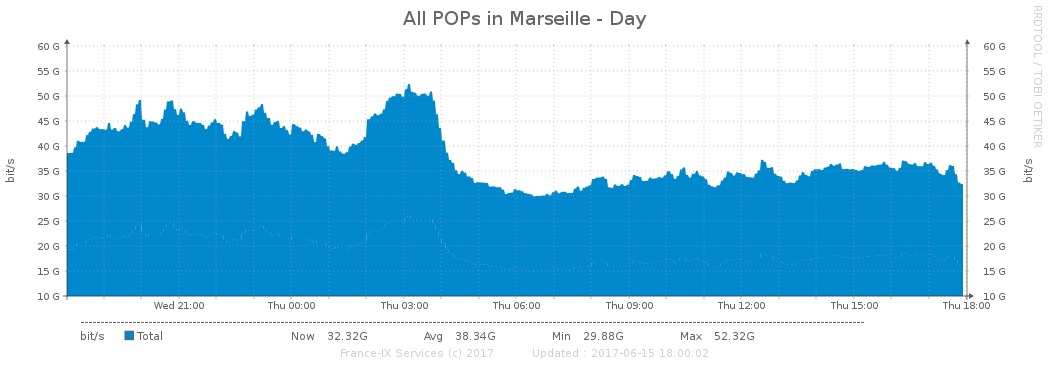 All POPs in Marseille - Day
RRDTOOL / TOBI OETIKER
60 G 60 G
55 G 55 G
50 G 50 G
45 G 45 G
40 G 40 G
35 G 35 G
30 G 30 G
25 G 25 G
20 G 20 G
15 G 15 G
10 G 10 G
bit/s
bit/s
Wed 21:00 Thu 00:00 Thu 03:00 Thu 06:00 Thu 09:00 Thu 12:00 Thu 15:00 Thu 18:00
bit/s Total Now 32.32G Avg 38.34G Min 29.88G Max 52.32G
France-IX Services (c) 2017 Updated : 2017-06-15 18:00:02